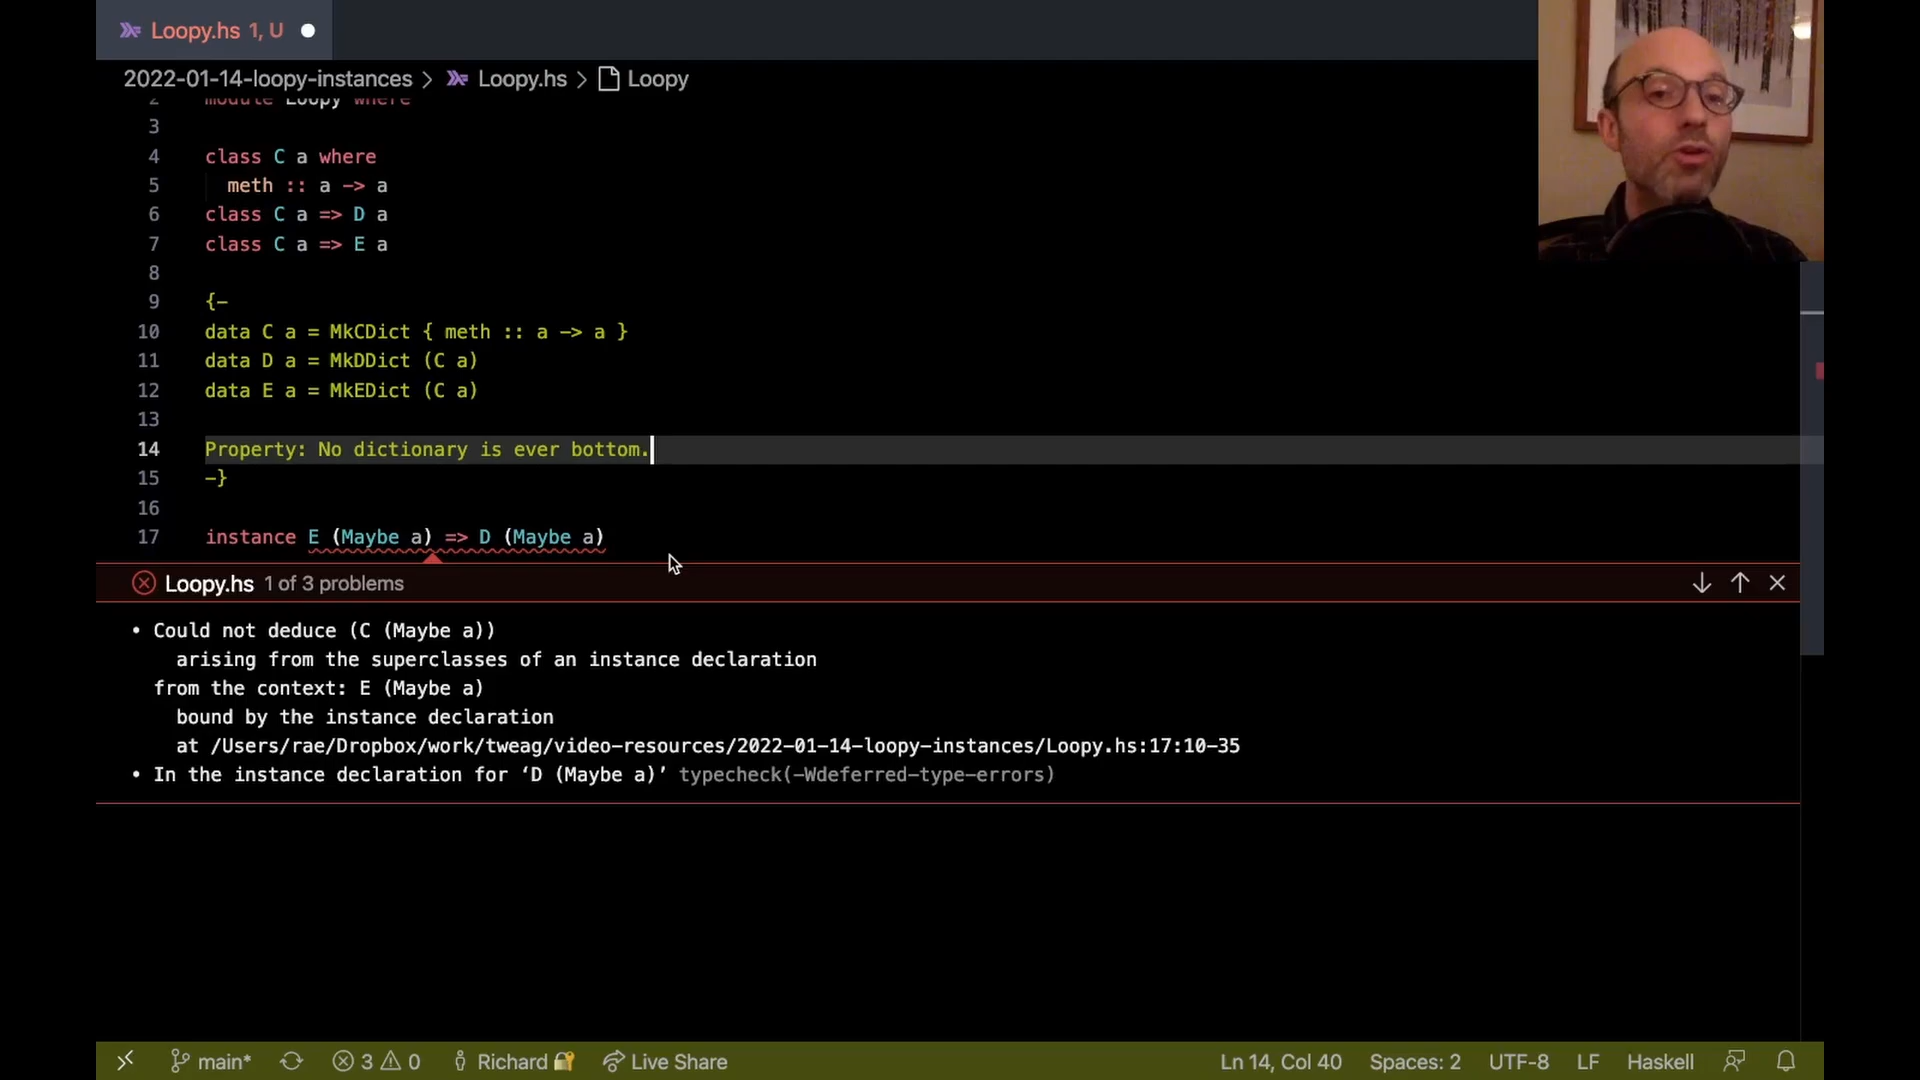 Loopy.hs 1, U
2022-01-14-loopy-instances > Loopy.hs > Loopy
2 module Loopy where
3
4 class C a where
5 meth :: a -> a
6 class C a => D a
7 class C a => E a
8
9 {-
10 data C a = MkCDict { meth :: a -> a }
11 data D a = MkDDict (C a)
12 data E a = MkEDict (C a)
13
14 Property: No dictionary is ever bottom.
15 -}
16
17 instance E (Maybe a) => D (Maybe a)
Loopy.hs 1 of 3 problems
• Could not deduce (C (Maybe a))
arising from the superclasses of an instance declaration
from the context: E (Maybe a)
bound by the instance declaration
at /Users/rae/Dropbox/work/tweag/video-resources/2022-01-14-loopy-instances/Loopy.hs:17:10-35
• In the instance declaration for ‘D (Maybe a)’ typecheck(-Wdeferred-type-errors)
main* 3 0 Richard Live Share Ln 14, Col 40 Spaces: 2 UTF-8 LF Haskell